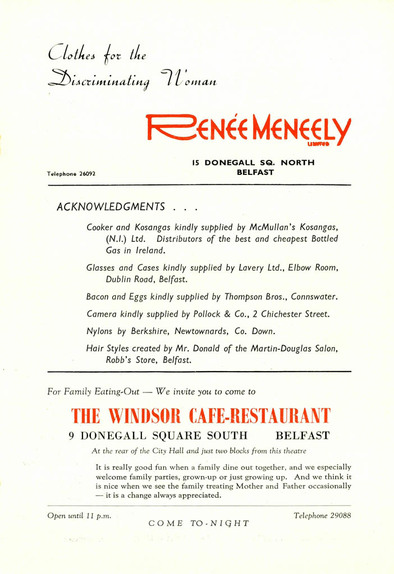 Clothes for the
Discriminating Woman
RENÉE MENEELY
LIMITED
15 DONEGALL SQ. NORTH
Telephone 26092
BELFAST
ACKNOWLEDGMENTS . . .
Cooker and Kosangas kindly supplied by McMullan's Kosangas,
(N.I.) Ltd. Distributors of the best and cheapest Bottled
Gas in Ireland.
Glasses and Cases kindly supplied by Lavery Ltd., Elbow Room,
Dublin Road, Belfast.
Bacon and Eggs kindly supplied by Thompson Bros., Connswater.
Camera kindly supplied by Pollock & Co., 2 Chichester Street.
Nylons by Berkshire, Newtownards, Co. Down.
Hair Styles created by Mr. Donald of the Martin-Douglas Salon,
Robb's Store, Belfast.
For Family Eating-Out — We invite you to come to
THE WINDSOR CAFE-RESTAURANT
9 DONEGALL SQUARE SOUTH BELFAST
At the rear of the City Hall and just two blocks from this theatre
It is really good fun when a family dine out together, and we especially
welcome family parties, grown-up or just growing up. And we think it
is nice when we see the family treating Mother and Father occasionally
— it is a change always appreciated.
Open until 11 p.m. Telephone 29088
COME TO-NIGHT